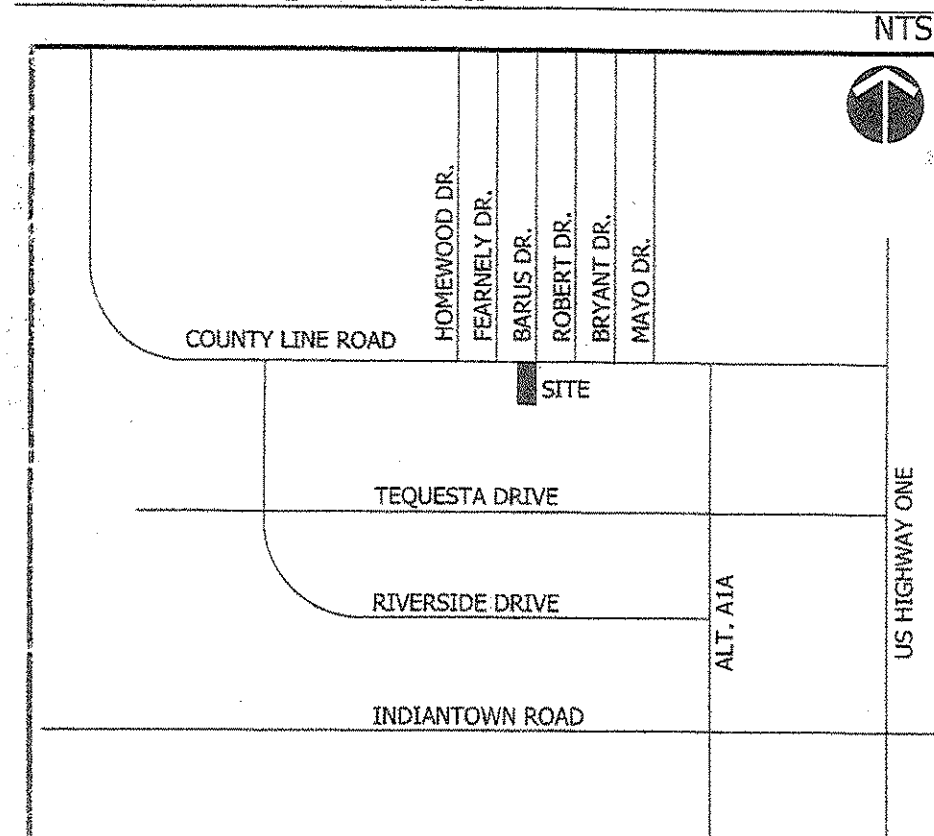 NTS
HOMEWOOD DR.
FEARNELY DR.
BARUS DR.
ROBERT DR.
BRYANT DR.
MAYO DR.
COUNTY LINE ROAD
SITE
TEQUESTA DRIVE
US HIGHWAY ONE
RIVERSIDE DRIVE
ALT. A1A
INDIANTOWN ROAD